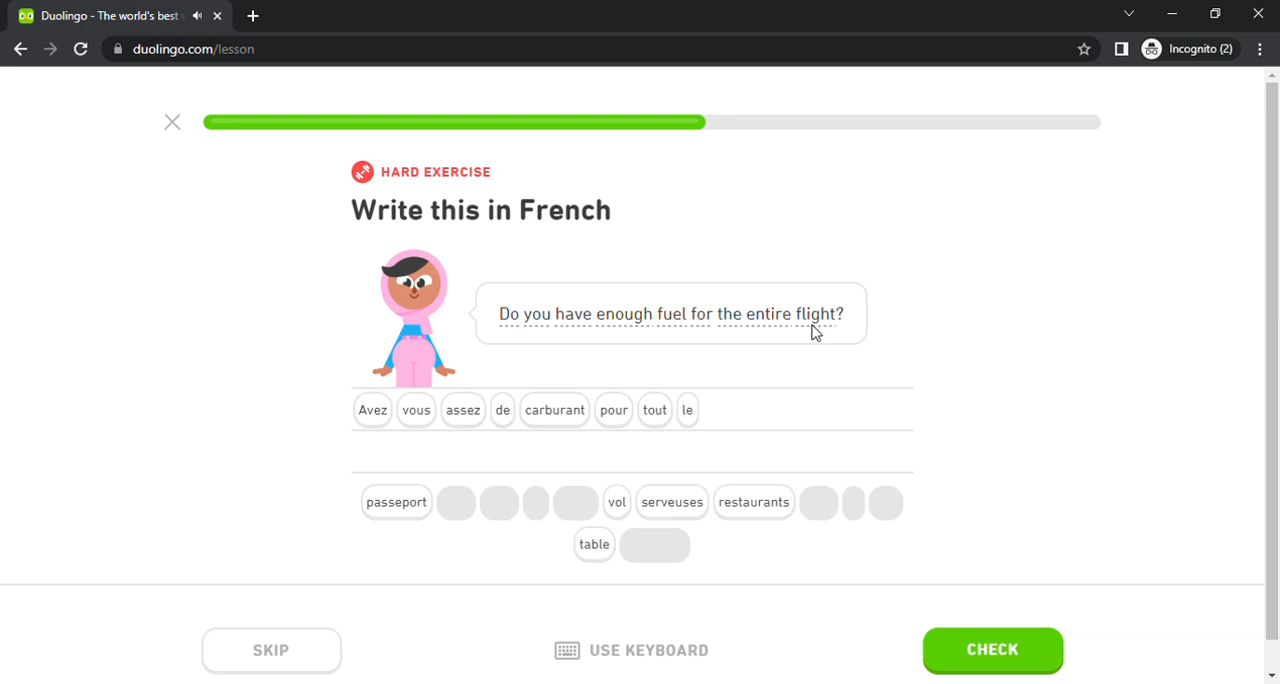 Duolingo - The world's best
duolingo.com/lesson
Incognito (2)
HARD EXERCISE
Write this in French
Do you have enough fuel for the entire flight?
Avez vous assez de carburant pour tout le
passeport vol serveuses restaurants
table
SKIP USE KEYBOARD CHECK